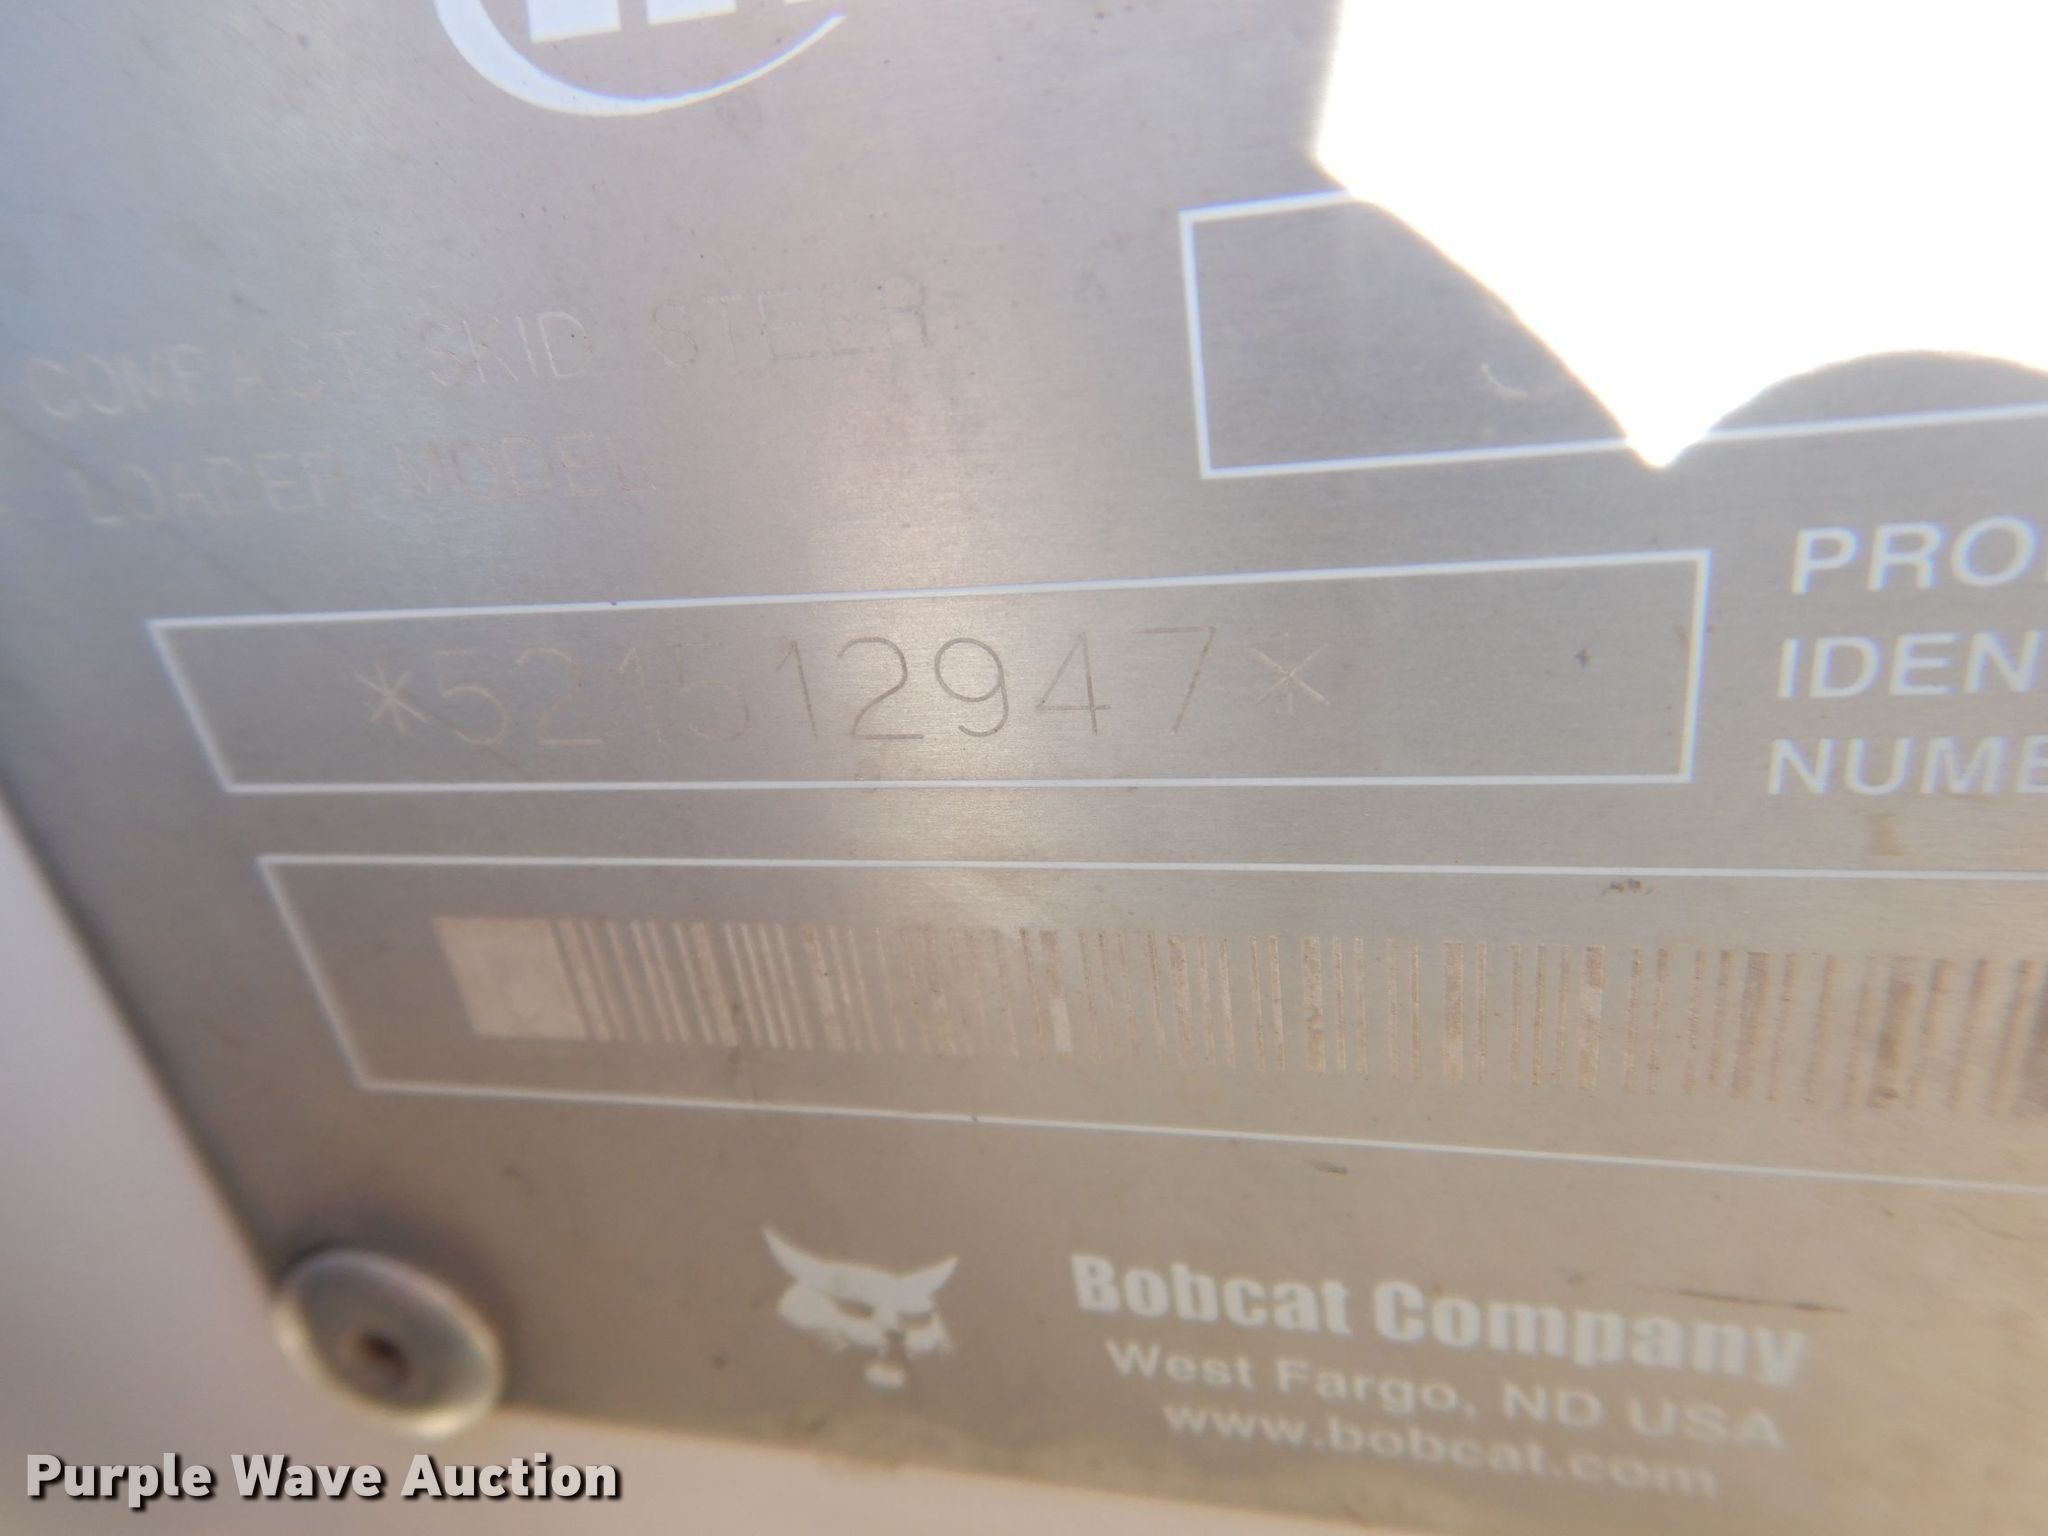 COMPACT SKID STEER
LOADER MODEL
*521512947*
PRO
IDEN
NUMB
Bobcat Company
West Fargo, ND USA
www.bobcat.com
Purple Wave Auction